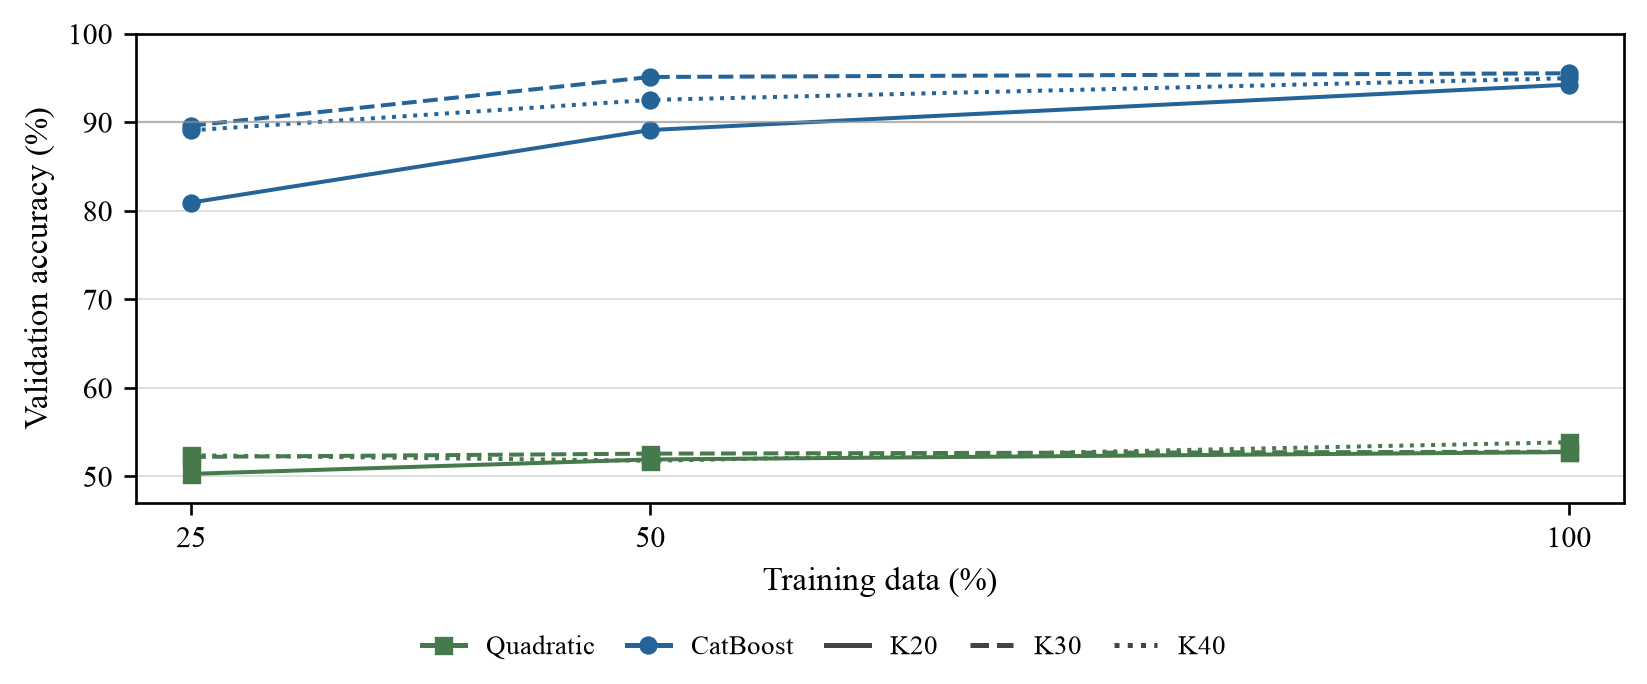 100
90
80
70
60
50
Validation accuracy (%)
25 50 100
Training data (%)
Quadratic CatBoost K20 K30 K40